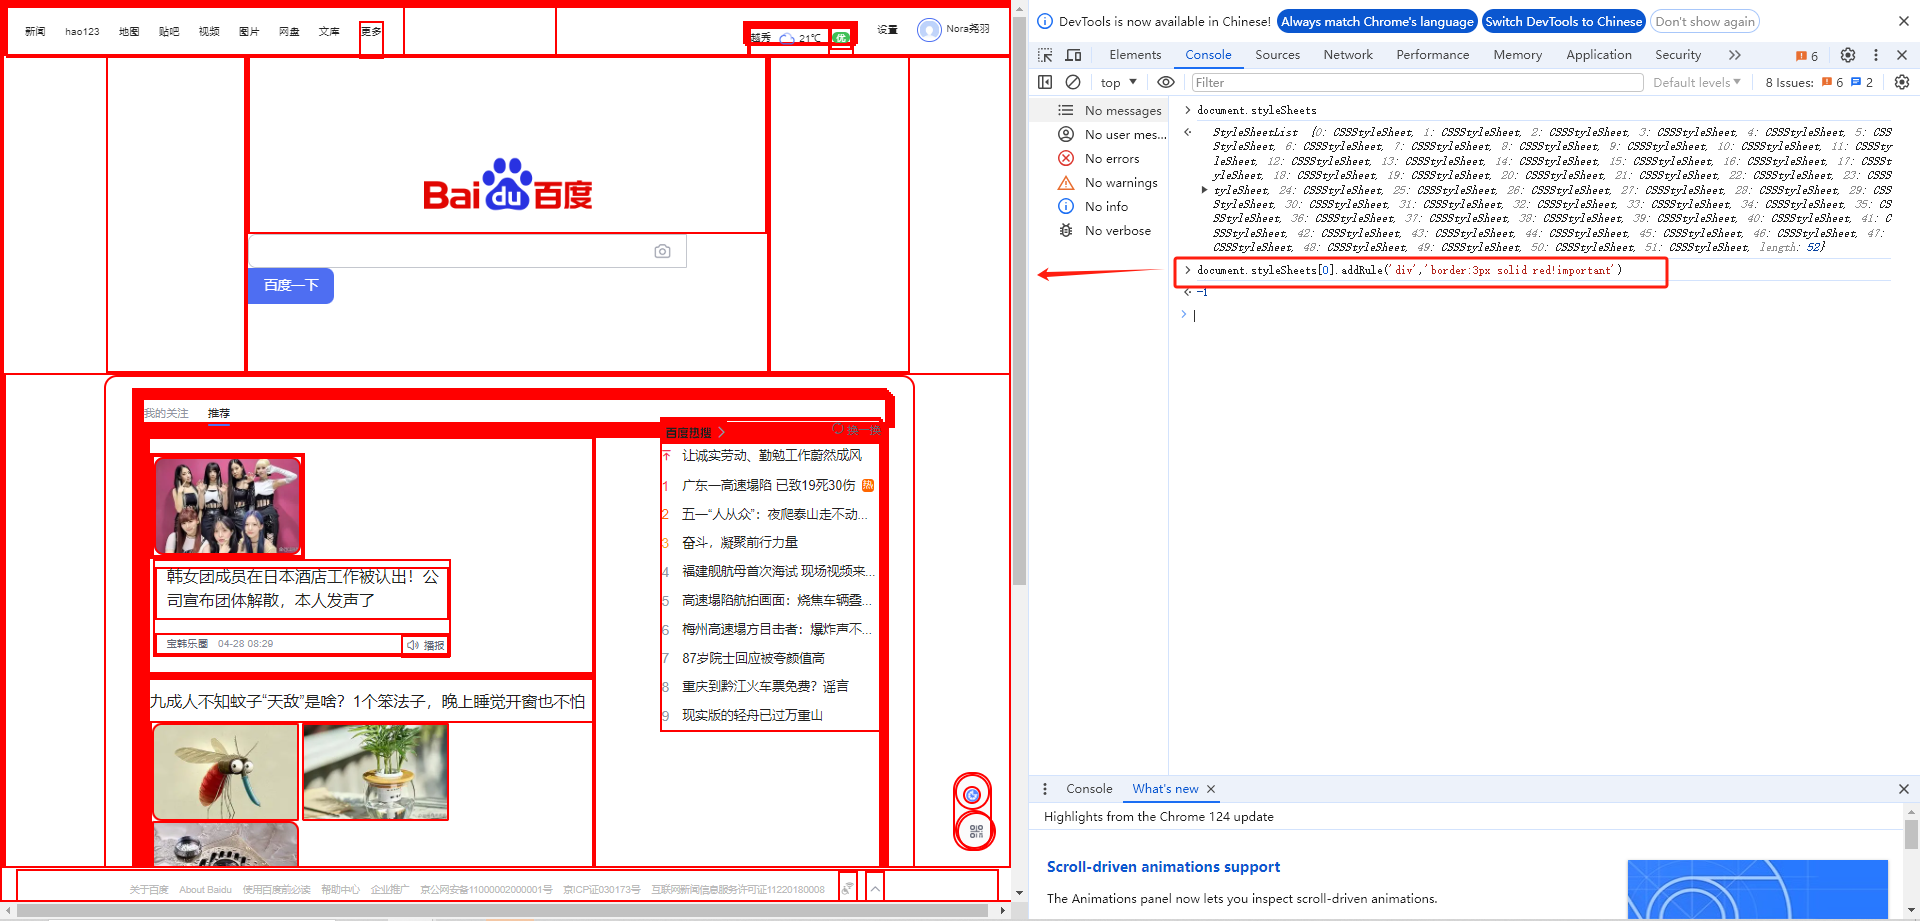 新闻 hao123 地图 贴吧 视频 图片 网盘 文库 更多 越秀 21℃ 优 设置 Nora尧羽
Bai du 百度
百度一下
我的关注 推荐
百度热搜 换一换
让诚实劳动、勤勉工作蔚然成风
1 广东一高速塌陷 已致19死30伤 热
2 五一“人从众”：夜爬泰山走不动...
3 奋斗，凝聚前行力量
4 福建舰航母首次海试 现场视频来...
5 高速塌陷航拍画面：烧焦车辆叠...
6 梅州高速塌方目击者：爆炸声不...
7 87岁院士回应被夸颜值高
8 重庆到黔江火车票免费？谣言
9 现实版的轻舟已过万重山
韩女团成员在日本酒店工作被认出！公
司宣布团体解散，本人发声了
宝韩乐圈 04-28 08:29 播报
九成人不知蚊子“天敌”是啥？1个笨法子，晚上睡觉开窗也不怕
关于百度 About Baidu 使用百度前必读 帮助中心 企业推广 京公网安备11000002000001号 京ICP证030173号 互联网新闻信息服务许可证11220180008
DevTools is now available in Chinese! Always match Chrome's language Switch DevTools to Chinese Don't show again
Elements Console Sources Network Performance Memory Application Security 6
top Filter Default levels 8 Issues: 6 2
No messages
No user mes...
No errors
No warnings
No info
No verbose
document.styleSheets
StyleSheetList {0: CSSStyleSheet, 1: CSSStyleSheet, 2: CSSStyleSheet, 3: CSSStyleSheet, 4: CSSStyleSheet, 5: CSS
StyleSheet, 6: CSSStyleSheet, 7: CSSStyleSheet, 8: CSSStyleSheet, 9: CSSStyleSheet, 10: CSSStyleSheet, 11: CSSSt
yleSheet, 12: CSSStyleSheet, 13: CSSStyleSheet, 14: CSSStyleSheet, 15: CSSStyleSheet, 16: CSSStyleSheet, 17: CSSSt
yleSheet, 18: CSSStyleSheet, 19: CSSStyleSheet, 20: CSSStyleSheet, 21: CSSStyleSheet, 22: CSSStyleSheet, 23: CSSS
tyleSheet, 24: CSSStyleSheet, 25: CSSStyleSheet, 26: CSSStyleSheet, 27: CSSStyleSheet, 28: CSSStyleSheet, 29: CSS
StyleSheet, 30: CSSStyleSheet, 31: CSSStyleSheet, 32: CSSStyleSheet, 33: CSSStyleSheet, 34: CSSStyleSheet, 35: CS
SStyleSheet, 36: CSSStyleSheet, 37: CSSStyleSheet, 38: CSSStyleSheet, 39: CSSStyleSheet, 40: CSSStyleSheet, 41: C
SSStyleSheet, 42: CSSStyleSheet, 43: CSSStyleSheet, 44: CSSStyleSheet, 45: CSSStyleSheet, 46: CSSStyleSheet, 47:
CSSStyleSheet, 48: CSSStyleSheet, 49: CSSStyleSheet, 50: CSSStyleSheet, 51: CSSStyleSheet, length: 52}
document.styleSheets[0].addRule('div','border:3px solid red!important')
-1
Console What's new
Highlights from the Chrome 124 update
Scroll-driven animations support
The Animations panel now lets you inspect scroll-driven animations.